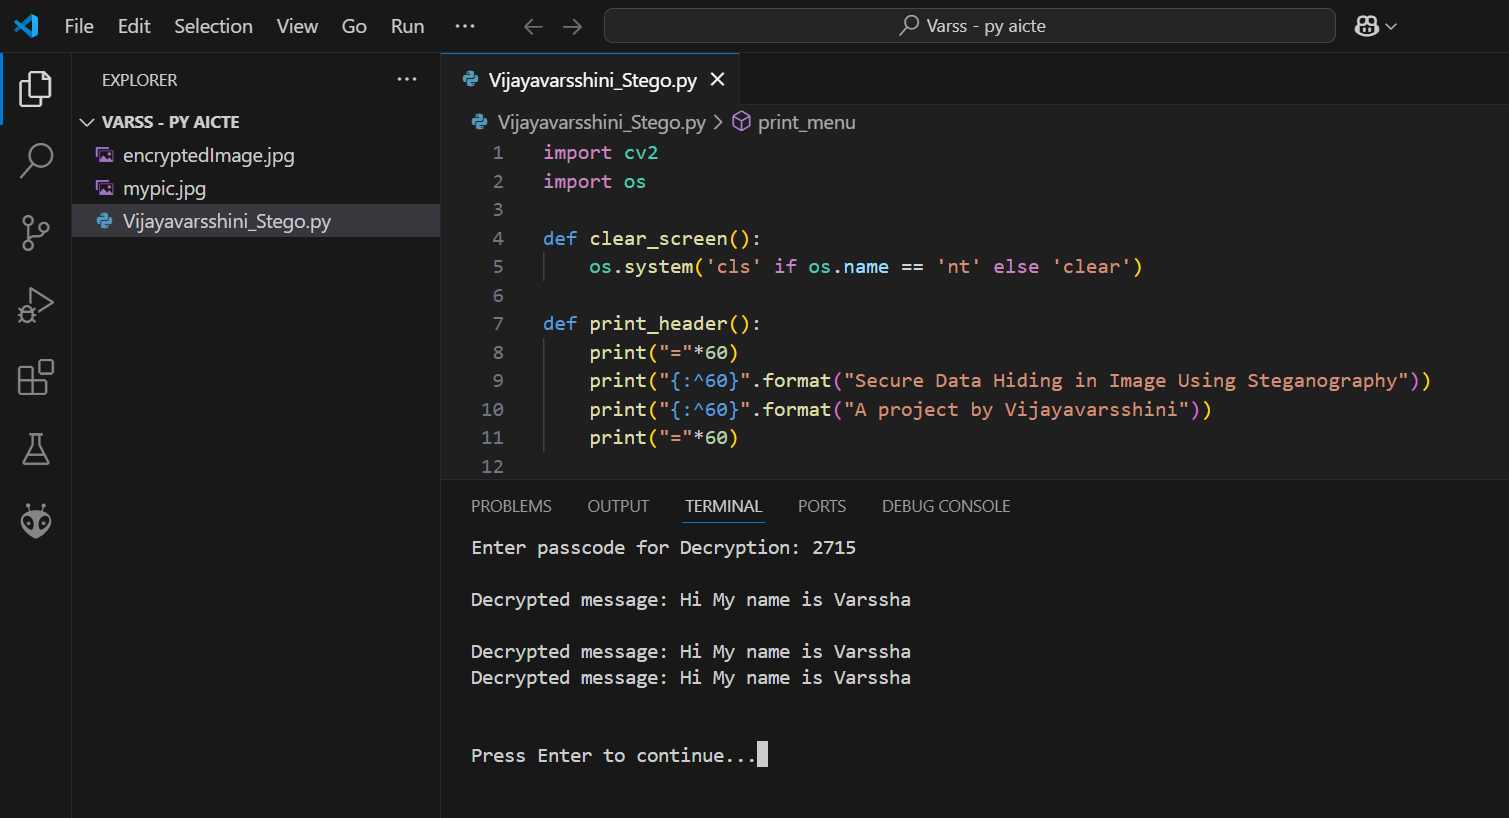 File Edit Selection View Go Run ··· ← → Varss - py aicte
EXPLORER ···
VARSS - PY AICTE
encryptedImage.jpg
mypic.jpg
Vijayavarsshini_Stego.py
Vijayavarsshini_Stego.py ×
Vijayavarsshini_Stego.py > print_menu
1 import cv2
2 import os
3
4 def clear_screen():
5     os.system('cls' if os.name == 'nt' else 'clear')
6
7 def print_header():
8     print("="*60)
9     print("{:^60}".format("Secure Data Hiding in Image Using Steganography"))
10     print("{:^60}".format("A project by Vijayavarsshini"))
11     print("="*60)
12
PROBLEMS OUTPUT TERMINAL PORTS DEBUG CONSOLE
Enter passcode for Decryption: 2715
Decrypted message: Hi My name is Varssha
Decrypted message: Hi My name is Varssha
Decrypted message: Hi My name is Varssha
Press Enter to continue...